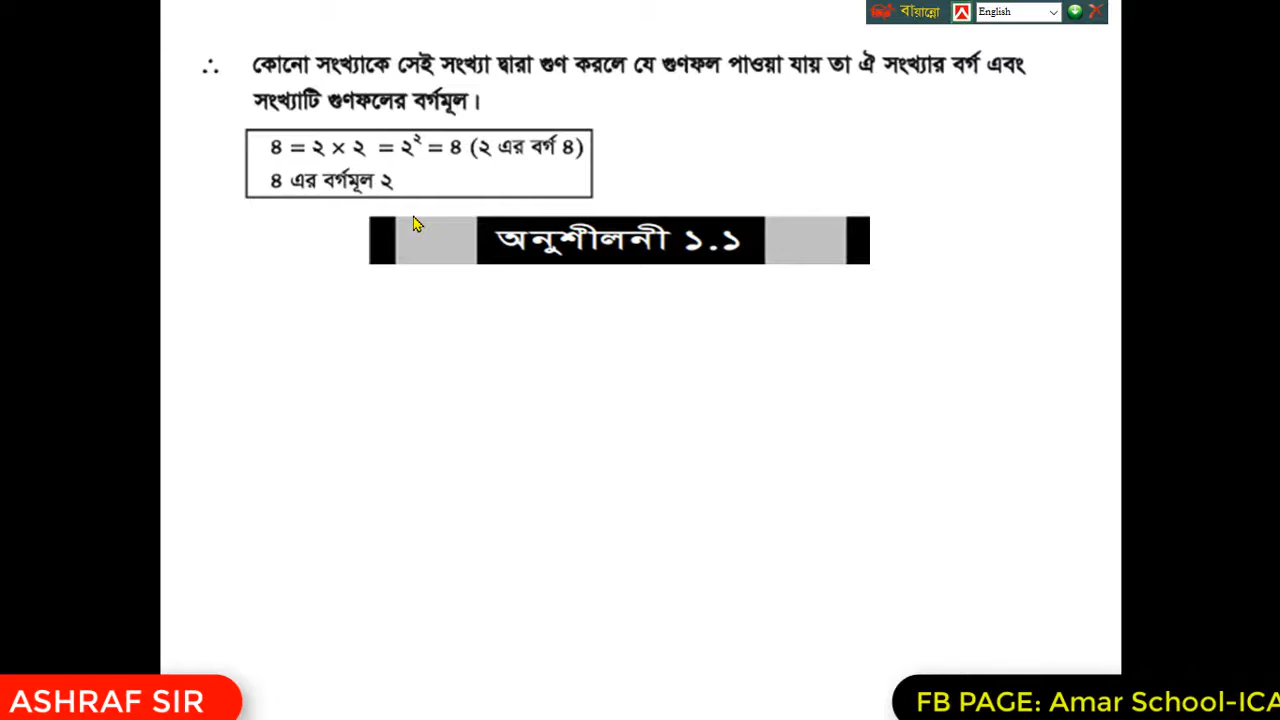 বায়ান্নো English
∴ কোনো সংখ্যাকে সেই সংখ্যা দ্বারা গুণ করলে যে গুণফল পাওয়া যায় তা ঐ সংখ্যার বর্গ এবং
সংখ্যাটি গুণফলের বর্গমূল।
৪ = ২ × ২ = ২² = ৪ (২ এর বর্গ ৪)
৪ এর বর্গমূল ২
অনুশীলনী ১.১
ASHRAF SIR
FB PAGE: Amar School-ICA